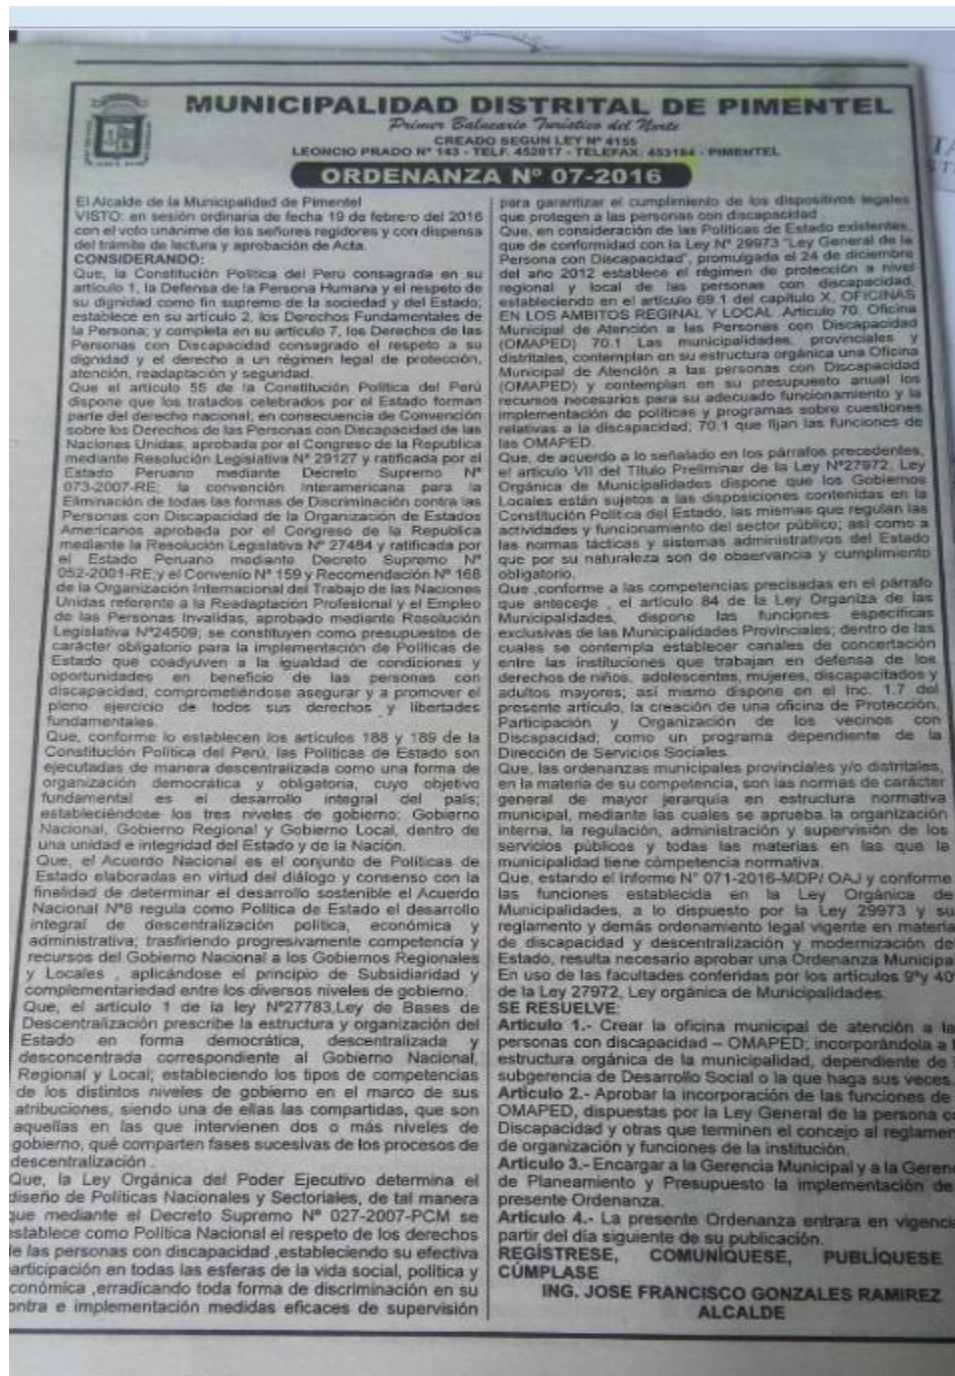 MUNICIPALIDAD DISTRITAL DE PIMENTEL
Primer Balneario Turístico del Norte
CREADO SEGUN LEY Nº 4155
LEONCIO PRADO Nº 143 - TELF. 452017 - TELEFAX: 453184 - PIMENTEL
ORDENANZA Nº 07-2016
El Alcalde de la Municipalidad de Pimentel
VISTO: en sesión ordinaria de fecha 19 de febrero del 2016
con el voto unánime de los señores regidores y con dispensa
del trámite de lectura y aprobación de Acta.
CONSIDERANDO:
Que, la Constitución Política del Perú consagrada en su
artículo 1, la Defensa de la Persona Humana y el respeto de
su dignidad como fin supremo de la sociedad y del Estado;
establece en su artículo 2, los Derechos Fundamentales de
la Persona; y completa en su artículo 7, los Derechos de las
Personas con Discapacidad consagrado el respeto a su
dignidad y el derecho a un régimen legal de protección,
atención, readaptación y seguridad.
Que el artículo 55 de la Constitución Política del Perú
dispone que los tratados celebrados por el Estado forman
parte del derecho nacional; en consecuencia de Convención
sobre los Derechos de las Personas con Discapacidad de las
Naciones Unidas, aprobada por el Congreso de la Republica
mediante Resolución Legislativa N° 29127 y ratificada por el
Estado Peruano mediante Decreto Supremo N°
073-2007-RE; la convención Interamericana para la
Eliminación de todas las formas de Discriminación contra las
Personas con Discapacidad de la Organización de Estados
Americanos aprobada por el Congreso de la Republica
mediante la Resolución Legislativa N° 27484 y ratificada por
el Estado Peruano mediante Decreto Supremo N°
052-2001-RE;y el Convenio N° 159 y Recomendación N° 168
de la Organización Internacional del Trabajo de las Naciones
Unidas referente a la Readaptación Profesional y el Empleo
de las Personas Invalidas, aprobado mediante Resolución
Legislativa N°24509; se constituyen como presupuestos de
carácter obligatorio para la implementación de Políticas de
Estado que coadyuven a la igualdad de condiciones y
oportunidades en beneficio de las personas con
discapacidad, comprometiéndose asegurar y a promover el
pleno ejercicio de todos sus derechos y libertades
fundamentales.
Que, conforme lo establecen los artículos 188 y 189 de la
Constitución Política del Perú, las Políticas de Estado son
ejecutadas de manera descentralizada como una forma de
organización democrática y obligatoria, cuyo objetivo
fundamental es el desarrollo integral del país;
estableciéndose los tres niveles de gobierno: Gobierno
Nacional, Gobierno Regional y Gobierno Local, dentro de
una unidad e integridad del Estado y de la Nación.
Que, el Acuerdo Nacional es el conjunto de Políticas de
Estado elaboradas en virtud del diálogo y consenso con la
finalidad de determinar el desarrollo sostenible el Acuerdo
Nacional N°8 regula como Política de Estado el desarrollo
integral de descentralización política, económica y
administrativa; trasfiriendo progresivamente competencia y
recursos del Gobierno Nacional a los Gobiernos Regionales
y Locales , aplicándose el principio de Subsidiaridad y
complementariedad entre los diversos niveles de gobierno.
Que, el artículo 1 de la ley N°27783,Ley de Bases de
Descentralización prescribe la estructura y organización del
Estado en forma democrática, descentralizada y
desconcentrada correspondiente al Gobierno Nacional,
Regional y Local; estableciendo los tipos de competencias
de los distintos niveles de gobierno en el marco de sus
atribuciones, siendo una de ellas las compartidas, que son
aquellas en las que intervienen dos o más niveles de
gobierno, qué comparten fases sucesivas de los procesos de
descentralización .
Que, la Ley Orgánica del Poder Ejecutivo determina el
diseño de Políticas Nacionales y Sectoriales, de tal manera
que mediante el Decreto Supremo N° 027-2007-PCM se
establece como Política Nacional el respeto de los derechos
de las personas con discapacidad ,estableciendo su efectiva
participación en todas las esferas de la vida social, política y
económica ,erradicando toda forma de discriminación en su
contra e implementación medidas eficaces de supervisión
para garantizar el cumplimiento de los dispositivos legales
que protegen a las personas con discapacidad
Que, en consideración de las Políticas de Estado existentes,
que de conformidad con la Ley N° 29973 "Ley General de la
Persona con Discapacidad", promulgada el 24 de diciembre
del año 2012 establece el régimen de protección a nivel
regional y local de las personas con discapacidad,
estableciendo en el artículo 69.1 del capítulo X, OFICINAS
EN LOS AMBITOS REGINAL Y LOCAL. Articulo 70. Oficina
Municipal de Atención a las Personas con Discapacidad
(OMAPED) 70.1 Las municipalidades, provinciales y
distritales, contemplan en su estructura orgánica una Oficina
Municipal de Atención a las personas con Discapacidad
(OMAPED) y contemplan en su presupuesto anual los
recursos necesarios para su adecuado funcionamiento y la
implementación de políticas y programas sobre cuestiones
relativas a la discapacidad; 70.1 que fijan las funciones de
las OMAPED.
Que, de acuerdo a lo señalado en los párrafos precedentes,
el artículo VII del Título Preliminar de la Ley N°27972, Ley
Orgánica de Municipalidades dispone que los Gobiernos
Locales están sujetos a las disposiciones contenidas en la
Constitución Política del Estado, las mismas que regulan las
actividades y funcionamiento del sector público; así como a
las normas tácticas y sistemas administrativos del Estado
que por su naturaleza son de observancia y cumplimiento
obligatorio.
Que ,conforme a las competencias precisadas en el párrafo
que antecede , el artículo 84 de la Ley Organiza de las
Municipalidades, dispone las funciones específicas
exclusivas de las Municipalidades Provinciales; dentro de las
cuales se contempla establecer canales de concertación
entre las instituciones que trabajan en defensa de los
derechos de niños, adolescentes, mujeres, discapacitados y
adultos mayores; así mismo dispone en el Inc. 1.7 del
presente artículo, la creación de una oficina de Protección,
Participación y Organización de los vecinos con
Discapacidad; como un programa dependiente de la
Dirección de Servicios Sociales.
Que, las ordenanzas municipales provinciales y/o distritales,
en la materia de su competencia, son las normas de carácter
general de mayor jerarquía en estructura normativa
municipal, mediante las cuales se aprueba la organización
interna, la regulación, administración y supervisión de los
servicios públicos y todas las materias en las que la
municipalidad tiene competencia normativa.
Que, estando el Informe N° 071-2016-MDP/ OAJ y conforme
las funciones establecida en la Ley Orgánica de
Municipalidades, a lo dispuesto por la Ley 29973 y su
reglamento y demás ordenamiento legal vigente en materia
de discapacidad y descentralización y modernización de
Estado, resulta necesario aprobar una Ordenanza Municipal
En uso de las facultades conferidas por los artículos 9°y 40°
de la Ley 27972, Ley orgánica de Municipalidades.
SE RESUELVE:
Articulo 1.- Crear la oficina municipal de atención a la
personas con discapacidad – OMAPED; incorporándola a l
estructura orgánica de la municipalidad, dependiente de
subgerencia de Desarrollo Social o la que haga sus veces.
Articulo 2.- Aprobar la incorporación de las funciones de
OMAPED, dispuestas por la Ley General de la persona co
Discapacidad y otras que terminen el concejo al reglamen
de organización y funciones de la institución.
Articulo 3.- Encargar a la Gerencia Municipal y a la Geren
de Planeamiento y Presupuesto la implementación de
presente Ordenanza.
Articulo 4.- La presente Ordenanza entrara en vigenci
partir del día siguiente de su publicación.
REGÍSTRESE, COMUNÍQUESE, PUBLÍQUESE
CÚMPLASE
ING. JOSE FRANCISCO GONZALES RAMIREZ
ALCALDE